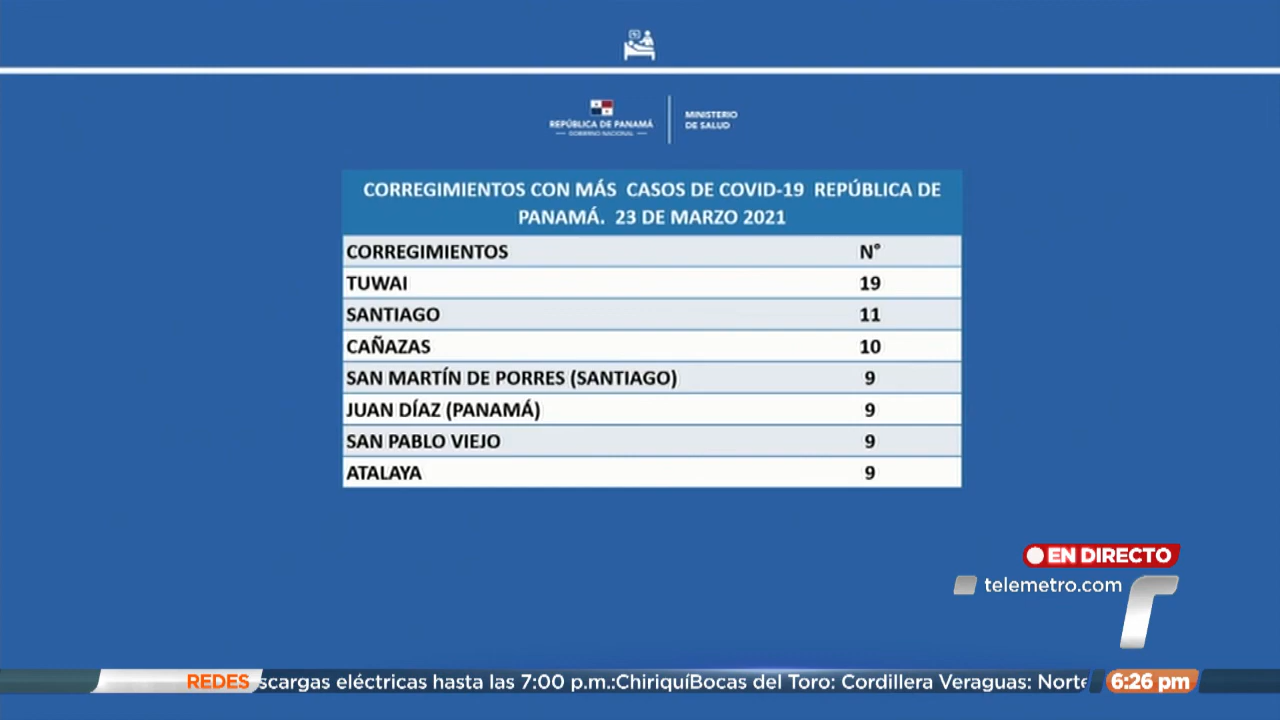 REPÚBLICA DE PANAMÁ
— GOBIERNO NACIONAL —
MINISTERIO
DE SALUD
CORREGIMIENTOS CON MÁS CASOS DE COVID-19 REPÚBLICA DE
PANAMÁ. 23 DE MARZO 2021
CORREGIMIENTOS N°
TUWAI 19
SANTIAGO 11
CAÑAZAS 10
SAN MARTÍN DE PORRES (SANTIAGO) 9
JUAN DÍAZ (PANAMÁ) 9
SAN PABLO VIEJO 9
ATALAYA 9
EN DIRECTO
telemetro.com
REDES scargas eléctricas hasta las 7:00 p.m.:ChiriquíBocas del Toro: Cordillera Veraguas: Norte 6:26 pm